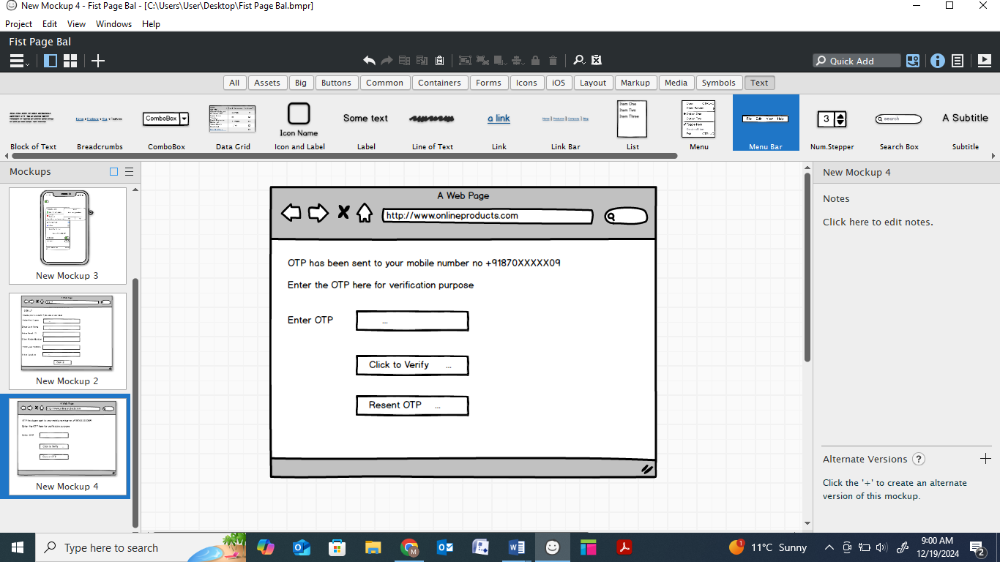 New Mockup 4 - Fist Page Bal - [C:\Users\User\Desktop\Fist Page Bal.bmpr]
Project Edit View Windows Help
Fist Page Bal
Quick Add
All Assets Big Buttons Common Containers Forms Icons iOS Layout Markup Media Symbols Text
ComboBox
Icon Name
Some text
a link
Item One
Item Two
Item Three
File Edit View Help
3
search
A Subtitle
Block of Text Breadcrumbs ComboBox Data Grid Icon and Label Label Line of Text Link Link Bar List Menu Menu Bar Num.Stepper Search Box Subtitle
Mockups
New Mockup 3
New Mockup 2
New Mockup 4
A Web Page
http://www.onlineproducts.com
OTP has been sent to your mobile number no +91870XXXXX09
Enter the OTP here for verification purpose
Enter OTP ...
Click to Verify ...
Resent OTP ...
New Mockup 4
Notes
Click here to edit notes.
Alternate Versions ?
Click the '+' to create an alternate
version of this mockup.
Type here to search
1
11°C Sunny
9:00 AM
12/19/2024
2